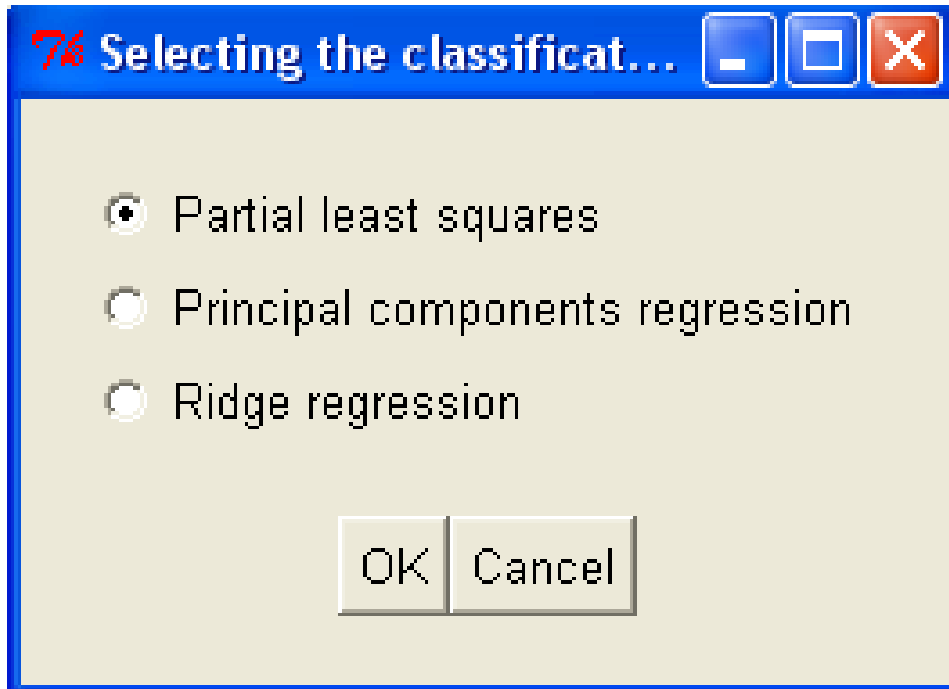 Selecting the classificat...
Partial least squares
Principal components regression
Ridge regression
OK Cancel